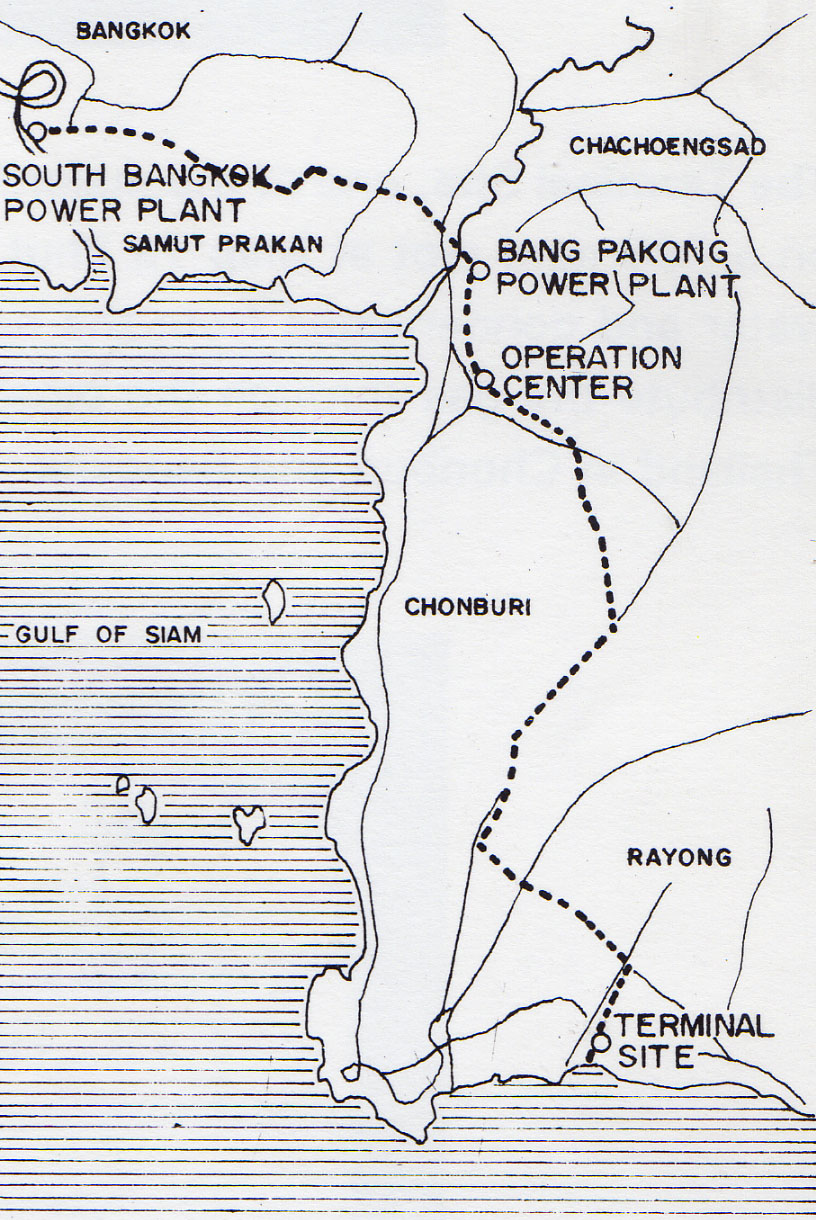 BANGKOK
CHACHOENGSAO
SOUTH BANGKOK
POWER PLANT
SAMUT PRAKAN
BANG PAKONG
POWER PLANT
OPERATION
CENTER
CHONBURI
GULF OF SIAM
RAYONG
TERMINAL
SITE